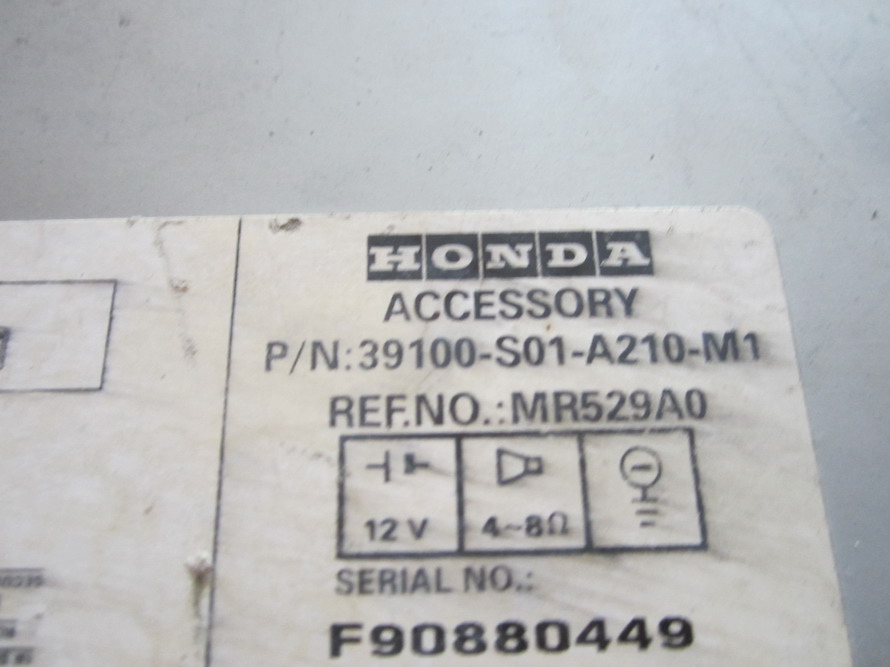 HONDA
ACCESSORY
P/N:39100-S01-A210-M1
REF.NO.:MR529A0
12 V
4~8Ω
SERIAL NO.:
F90880449